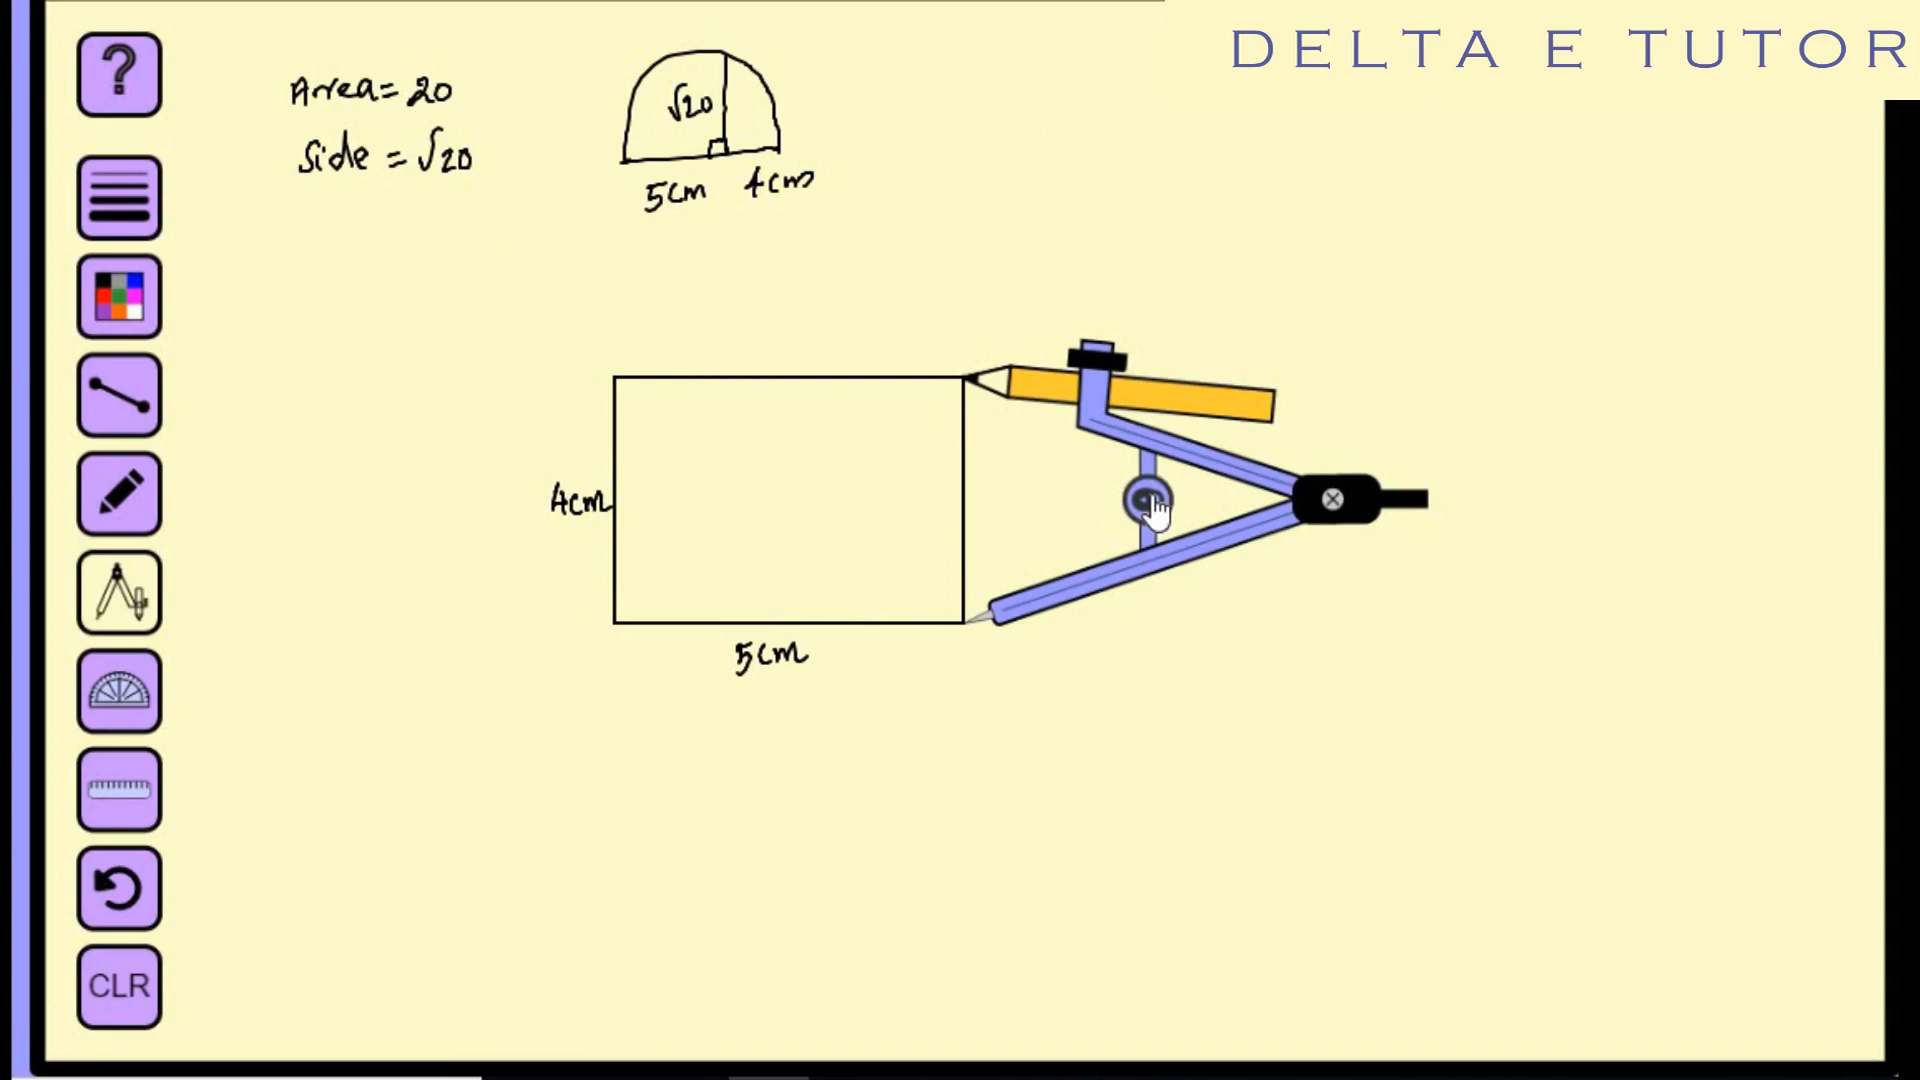 DELTA E TUTOR
?
Area = 20
Side = √20
√20
5cm 4cm
4cm
5cm
CLR